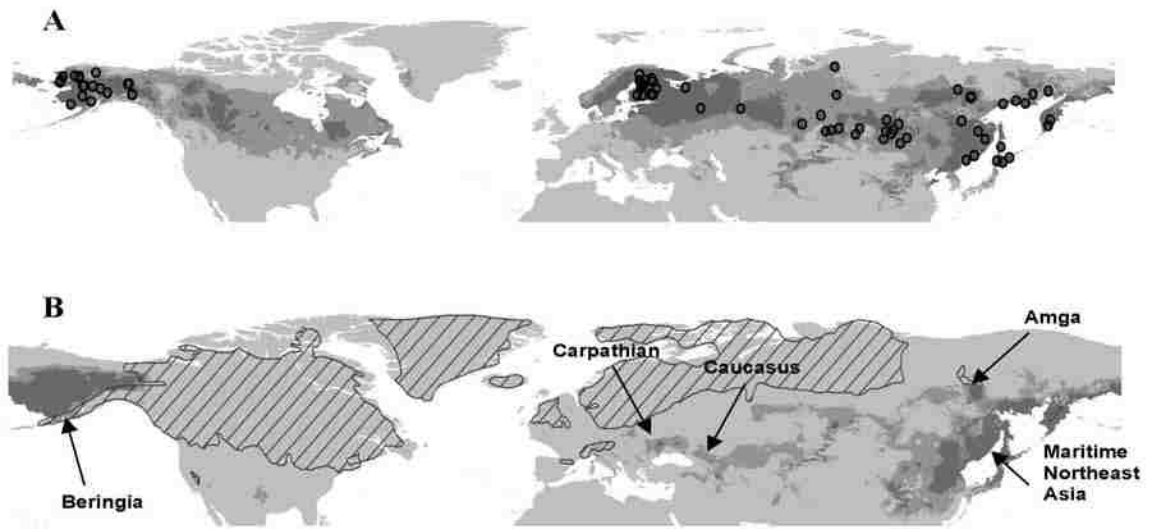 A
B
Amga
Carpathian
Caucasus
Maritime
Northeast
Asia
Beringia